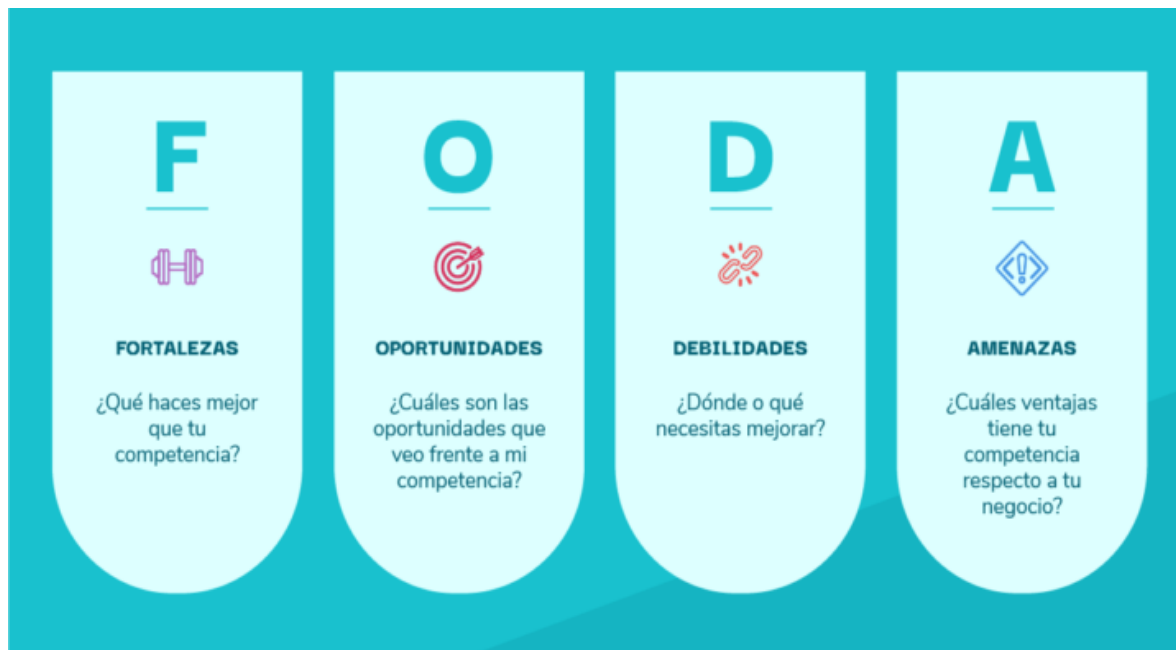 F
FORTALEZAS
¿Qué haces mejor
que tu
competencia?
O
OPORTUNIDADES
¿Cuáles son las
oportunidades que
veo frente a mi
competencia?
D
DEBILIDADES
¿Dónde o qué
necesitas mejorar?
A
AMENAZAS
¿Cuáles ventajas
tiene tu
competencia
respecto a tu
negocio?